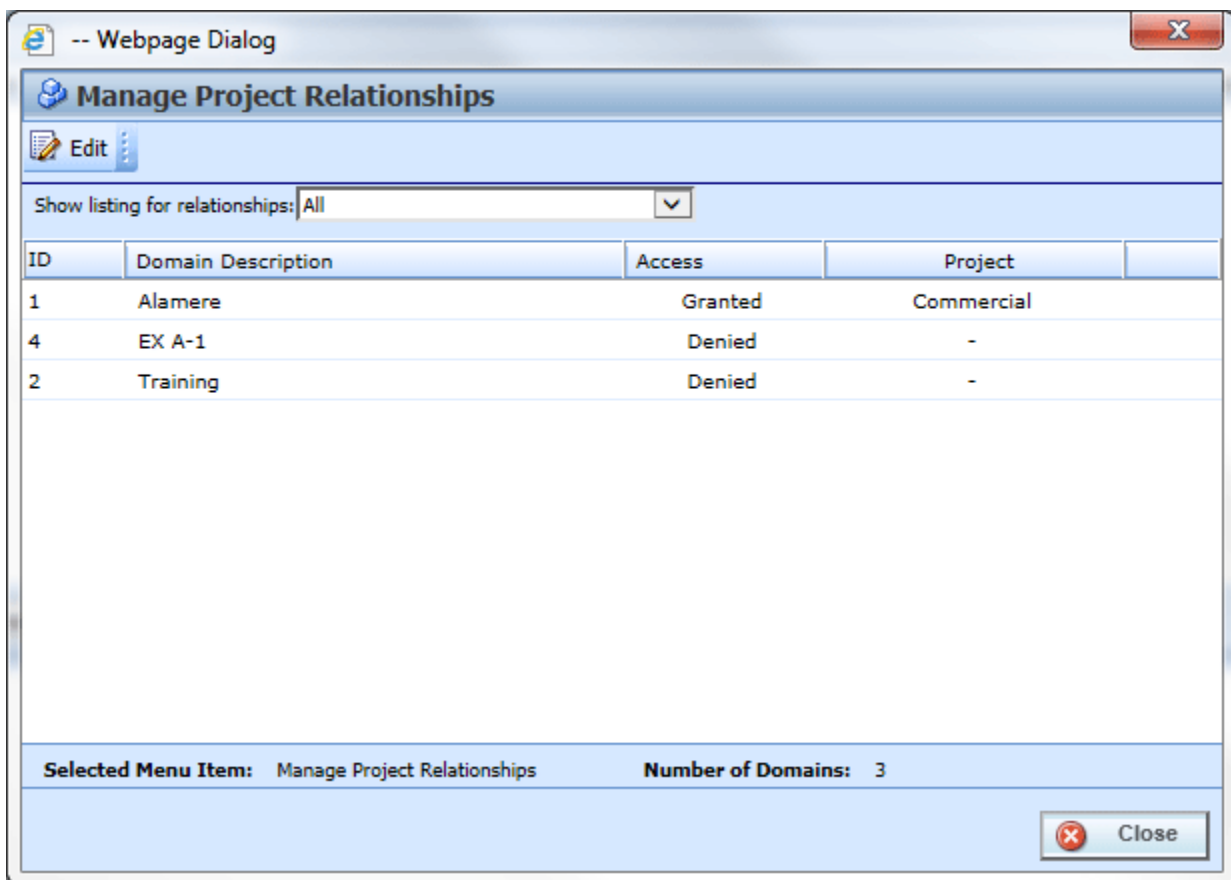 -- Webpage Dialog
Manage Project Relationships
Edit
Show listing for relationships: All
ID Domain Description Access Project
1 Alamere Granted Commercial
4 EX A-1 Denied -
2 Training Denied -
Selected Menu Item: Manage Project Relationships Number of Domains: 3
Close